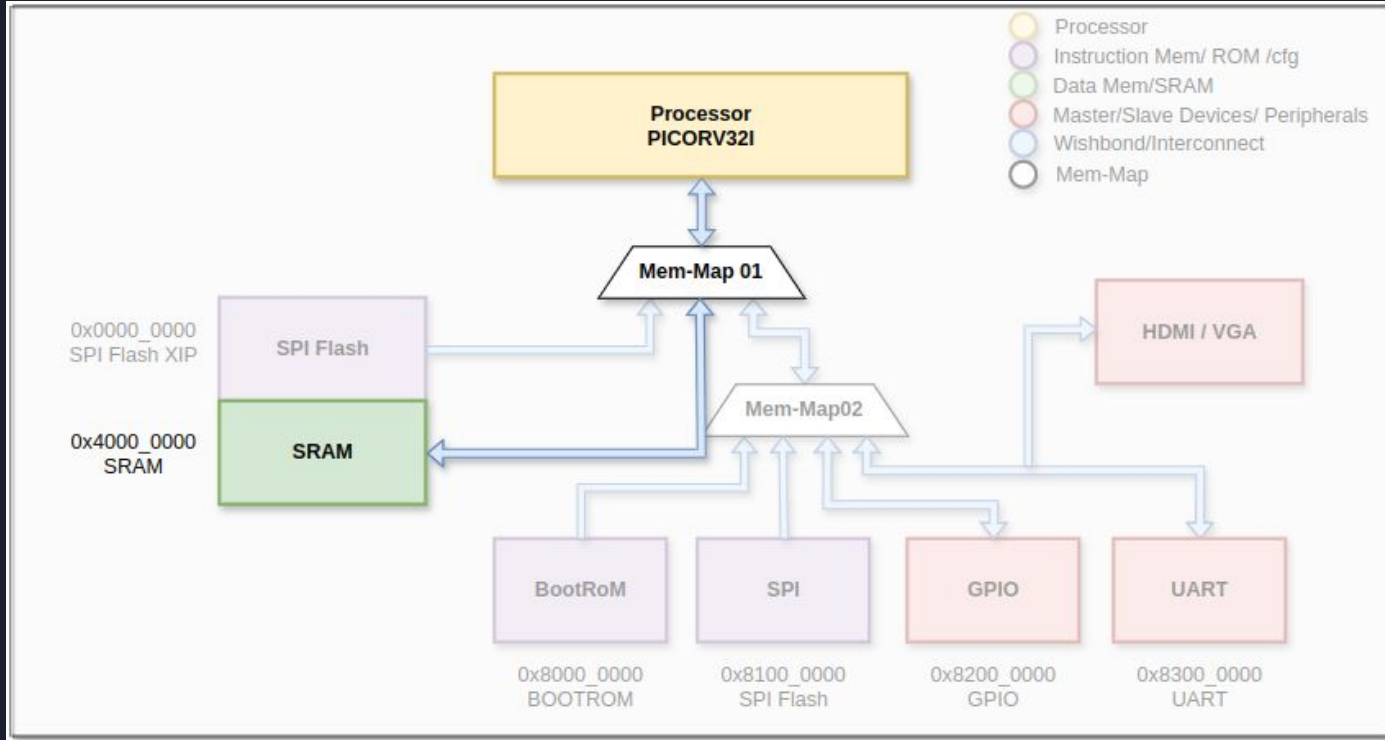 Processor
Instruction Mem/ ROM /cfg
Data Mem/SRAM
Master/Slave Devices/ Peripherals
Wishbond/Interconnect
Mem-Map
Processor
PICORV32I
Mem-Map 01
0x0000_0000
SPI Flash XIP
SPI Flash
HDMI / VGA
Mem-Map02
0x4000_0000
SRAM
SRAM
BootRoM
SPI
GPIO
UART
0x8000_0000
BOOTROM
0x8100_0000
SPI Flash
0x8200_0000
GPIO
0x8300_0000
UART